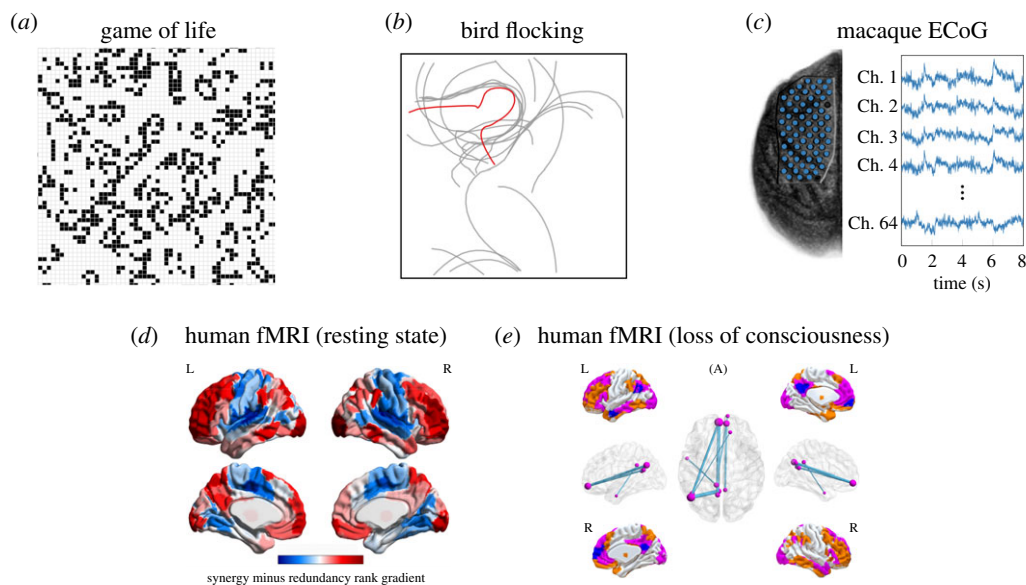 (a) game of life
(b) bird flocking
(c) macaque ECoG
Ch. 1
Ch. 2
Ch. 3
Ch. 4
Ch. 64
0 2 4 6 8
time (s)
(d) human fMRI (resting state)
L R
synergy minus redundancy rank gradient
(e) human fMRI (loss of consciousness)
L (A) L
R R